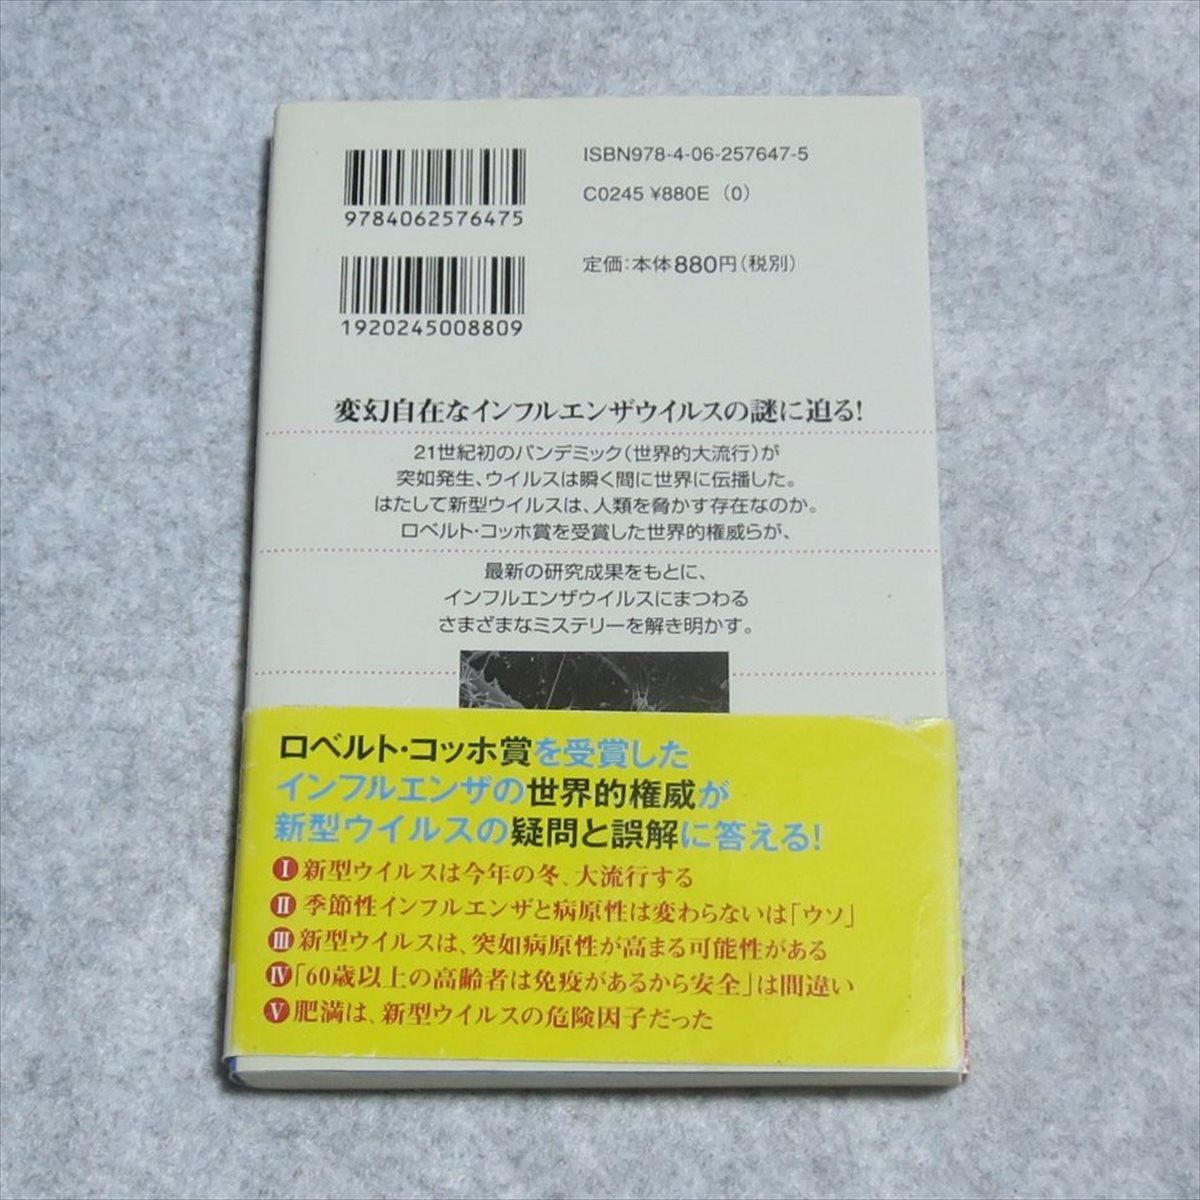 ISBN978-4-06-257647-5
C0245 ¥880E (0)
9784062576475
定価:本体880円(税別)
1920245008809
変幻自在なインフルエンザウイルスの謎に迫る!
21世紀初のパンデミック(世界的大流行)が
突如発生、ウイルスは瞬く間に世界に伝播した。
はたして新型ウイルスは、人類を脅かす存在なのか。
ロベルト・コッホ賞を受賞した世界的権威らが、
最新の研究成果をもとに、
インフルエンザウイルスにまつわる
さまざまなミステリーを解き明かす。
ロベルト・コッホ賞を受賞した
インフルエンザの世界的権威が
新型ウイルスの疑問と誤解に答える!
Ⅰ 新型ウイルスは今年の冬、大流行する
Ⅱ 季節性インフルエンザと病原性は変わらないは「ウソ」
Ⅲ 新型ウイルスは、突如病原性が高まる可能性がある
Ⅳ 「60歳以上の高齢者は免疫があるから安全」は間違い
Ⅴ 肥満は、新型ウイルスの危険因子だった